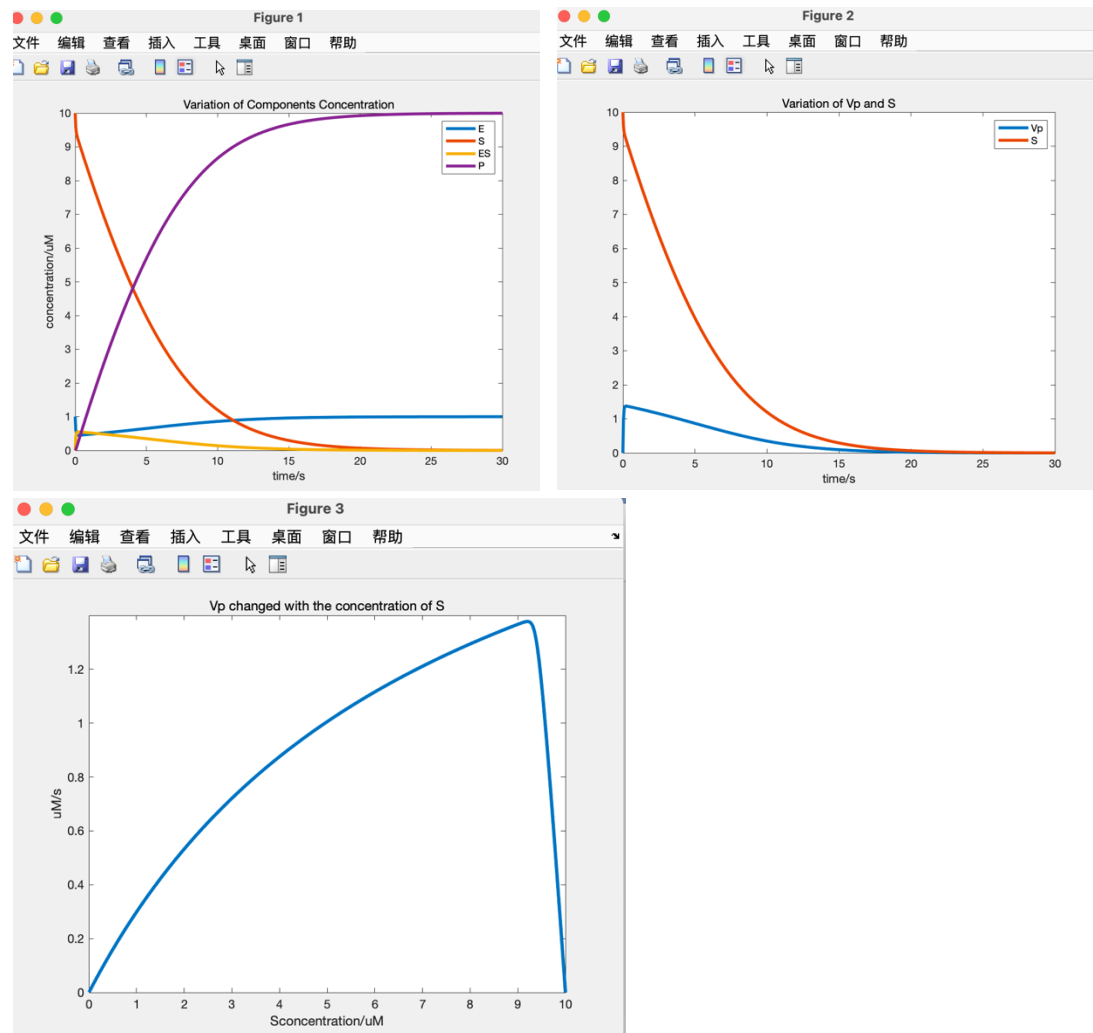 Figure 1
文件 编辑 查看 插入 工具 桌面 窗口 帮助
Variation of Components Concentration
E
S
ES
P
10
9
8
7
6
5
4
3
2
1
0
concentration/uM
0 5 10 15 20 25 30
time/s
Figure 2
文件 编辑 查看 插入 工具 桌面 窗口 帮助
Variation of Vp and S
Vp
S
10
9
8
7
6
5
4
3
2
1
0
0 5 10 15 20 25 30
time/s
Figure 3
文件 编辑 查看 插入 工具 桌面 窗口 帮助
Vp changed with the concentration of S
1.2
1
0.8
0.6
0.4
0.2
0
uM/s
0 1 2 3 4 5 6 7 8 9 10
Sconcentration/uM